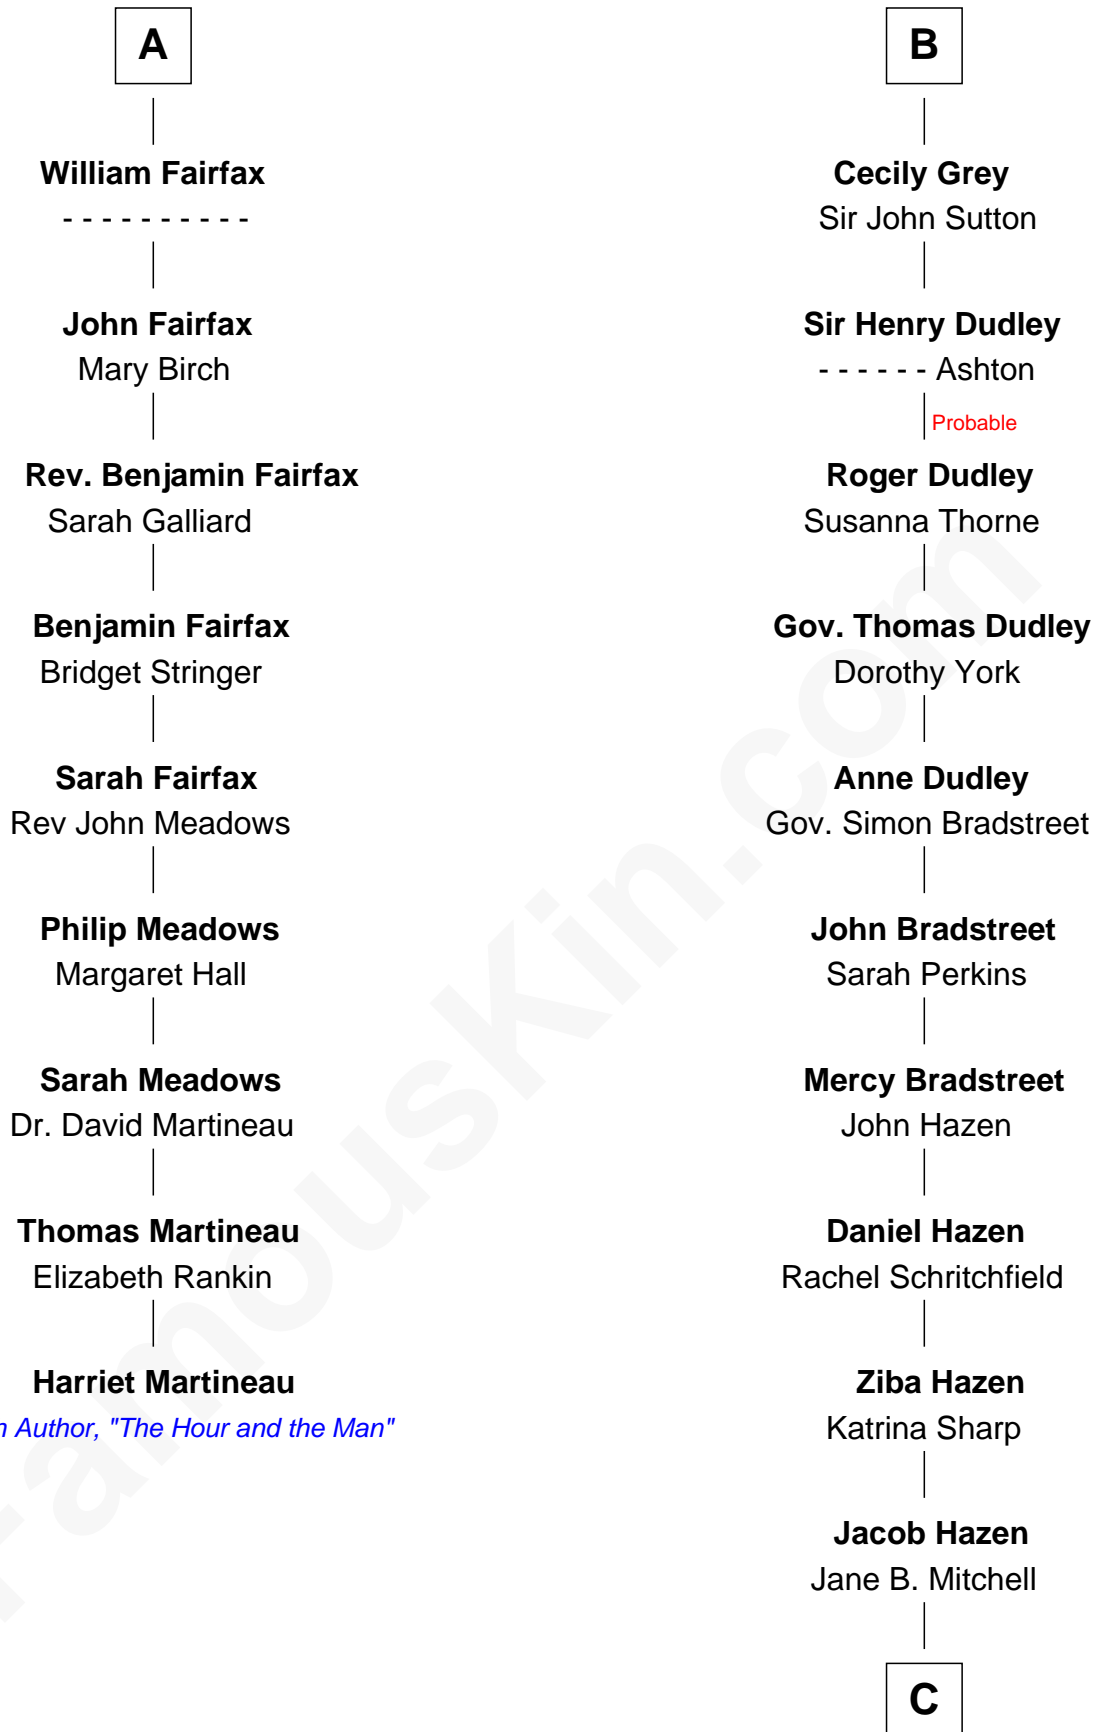 A
William Fairfax
- - - - - - - - - -
John Fairfax
Mary Birch
Rev. Benjamin Fairfax
Sarah Galliard
Benjamin Fairfax
Bridget Stringer
Sarah Fairfax
Rev John Meadows
Philip Meadows
Margaret Hall
Sarah Meadows
Dr. David Martineau
Thomas Martineau
Elizabeth Rankin
Harriet Martineau
Author, "The Hour and the Man"
B
Cecily Grey
Sir John Sutton
Sir Henry Dudley
- - - - - - Ashton
Probable
Roger Dudley
Susanna Thorne
Gov. Thomas Dudley
Dorothy York
Anne Dudley
Gov. Simon Bradstreet
John Bradstreet
Sarah Perkins
Mercy Bradstreet
John Hazen
Daniel Hazen
Rachel Schritchfield
Ziba Hazen
Katrina Sharp
Jacob Hazen
Jane B. Mitchell
C
FamousKin.com